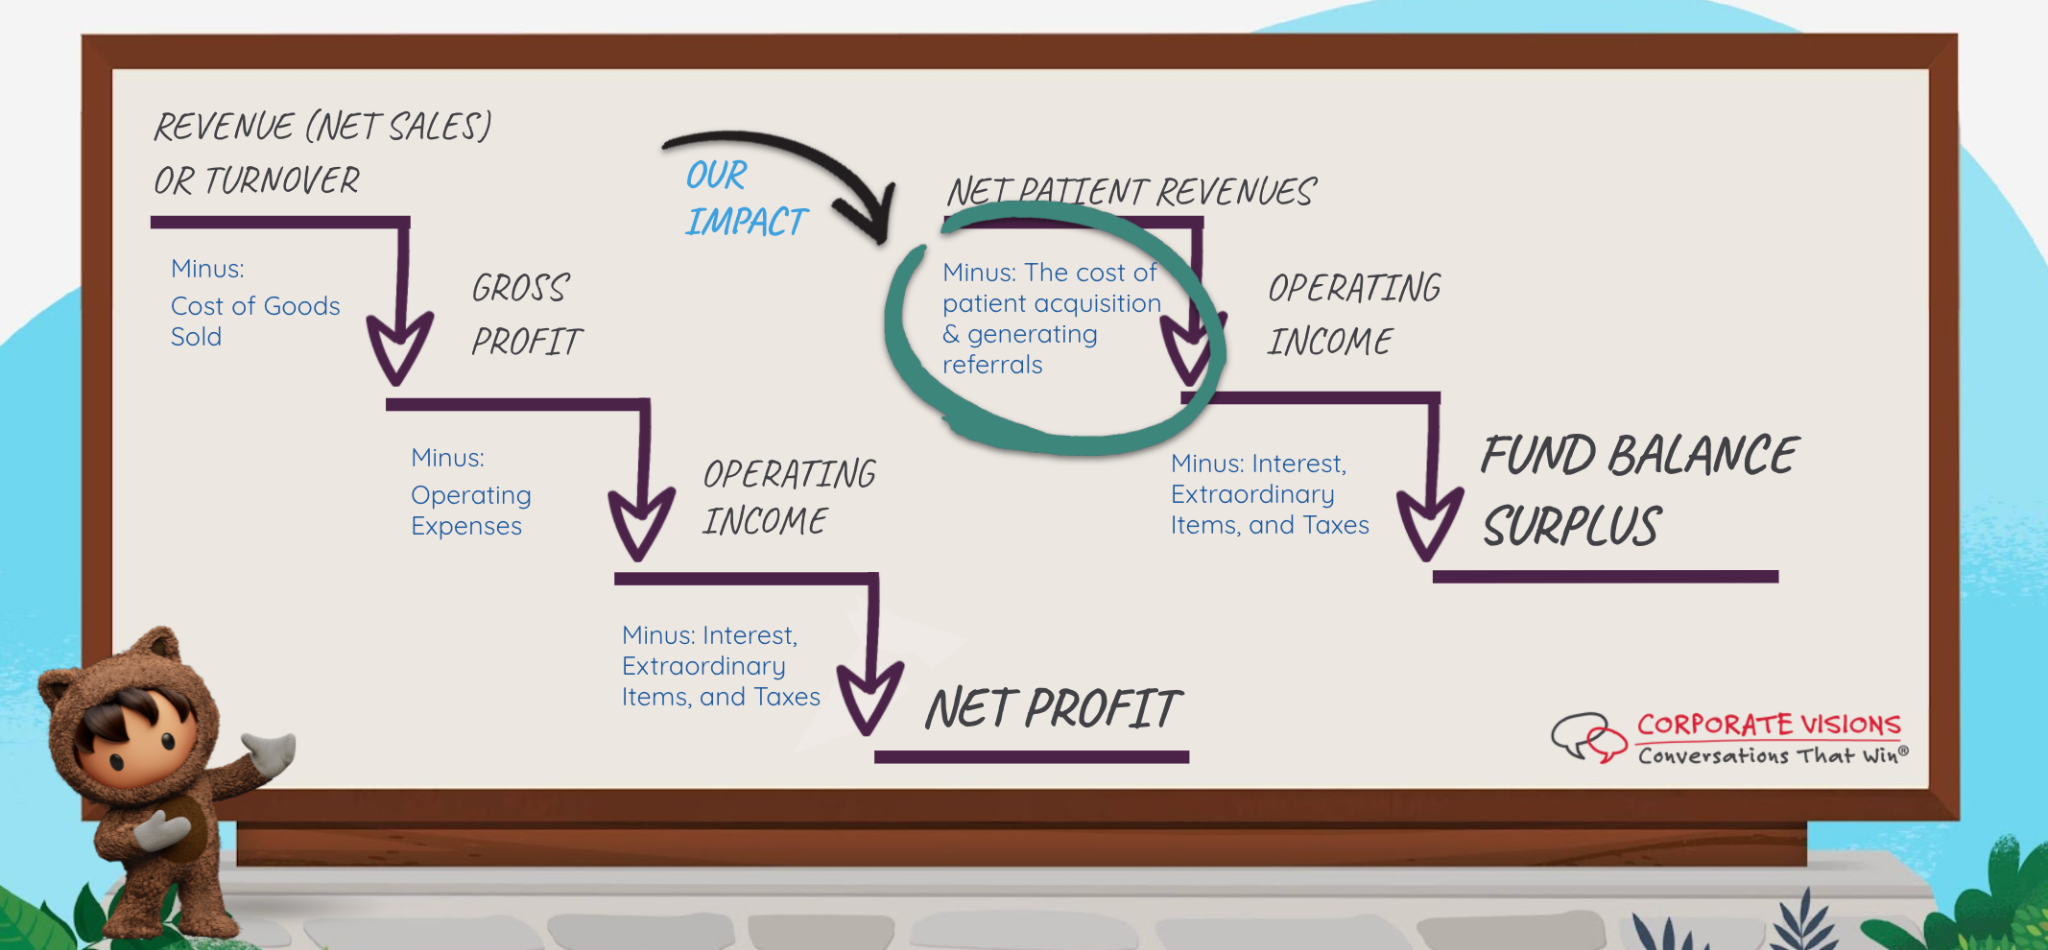 REVENUE (NET SALES)
OR TURNOVER
Minus:
Cost of Goods
Sold
GROSS
PROFIT
Minus:
Operating
Expenses
OPERATING
INCOME
Minus: Interest,
Extraordinary
Items, and Taxes
NET PROFIT
OUR
IMPACT
NET PATIENT REVENUES
Minus: The cost of
patient acquisition
& generating
referrals
OPERATING
INCOME
Minus: Interest,
Extraordinary
Items, and Taxes
FUND BALANCE
SURPLUS
CORPORATE VISIONS
Conversations That Win®